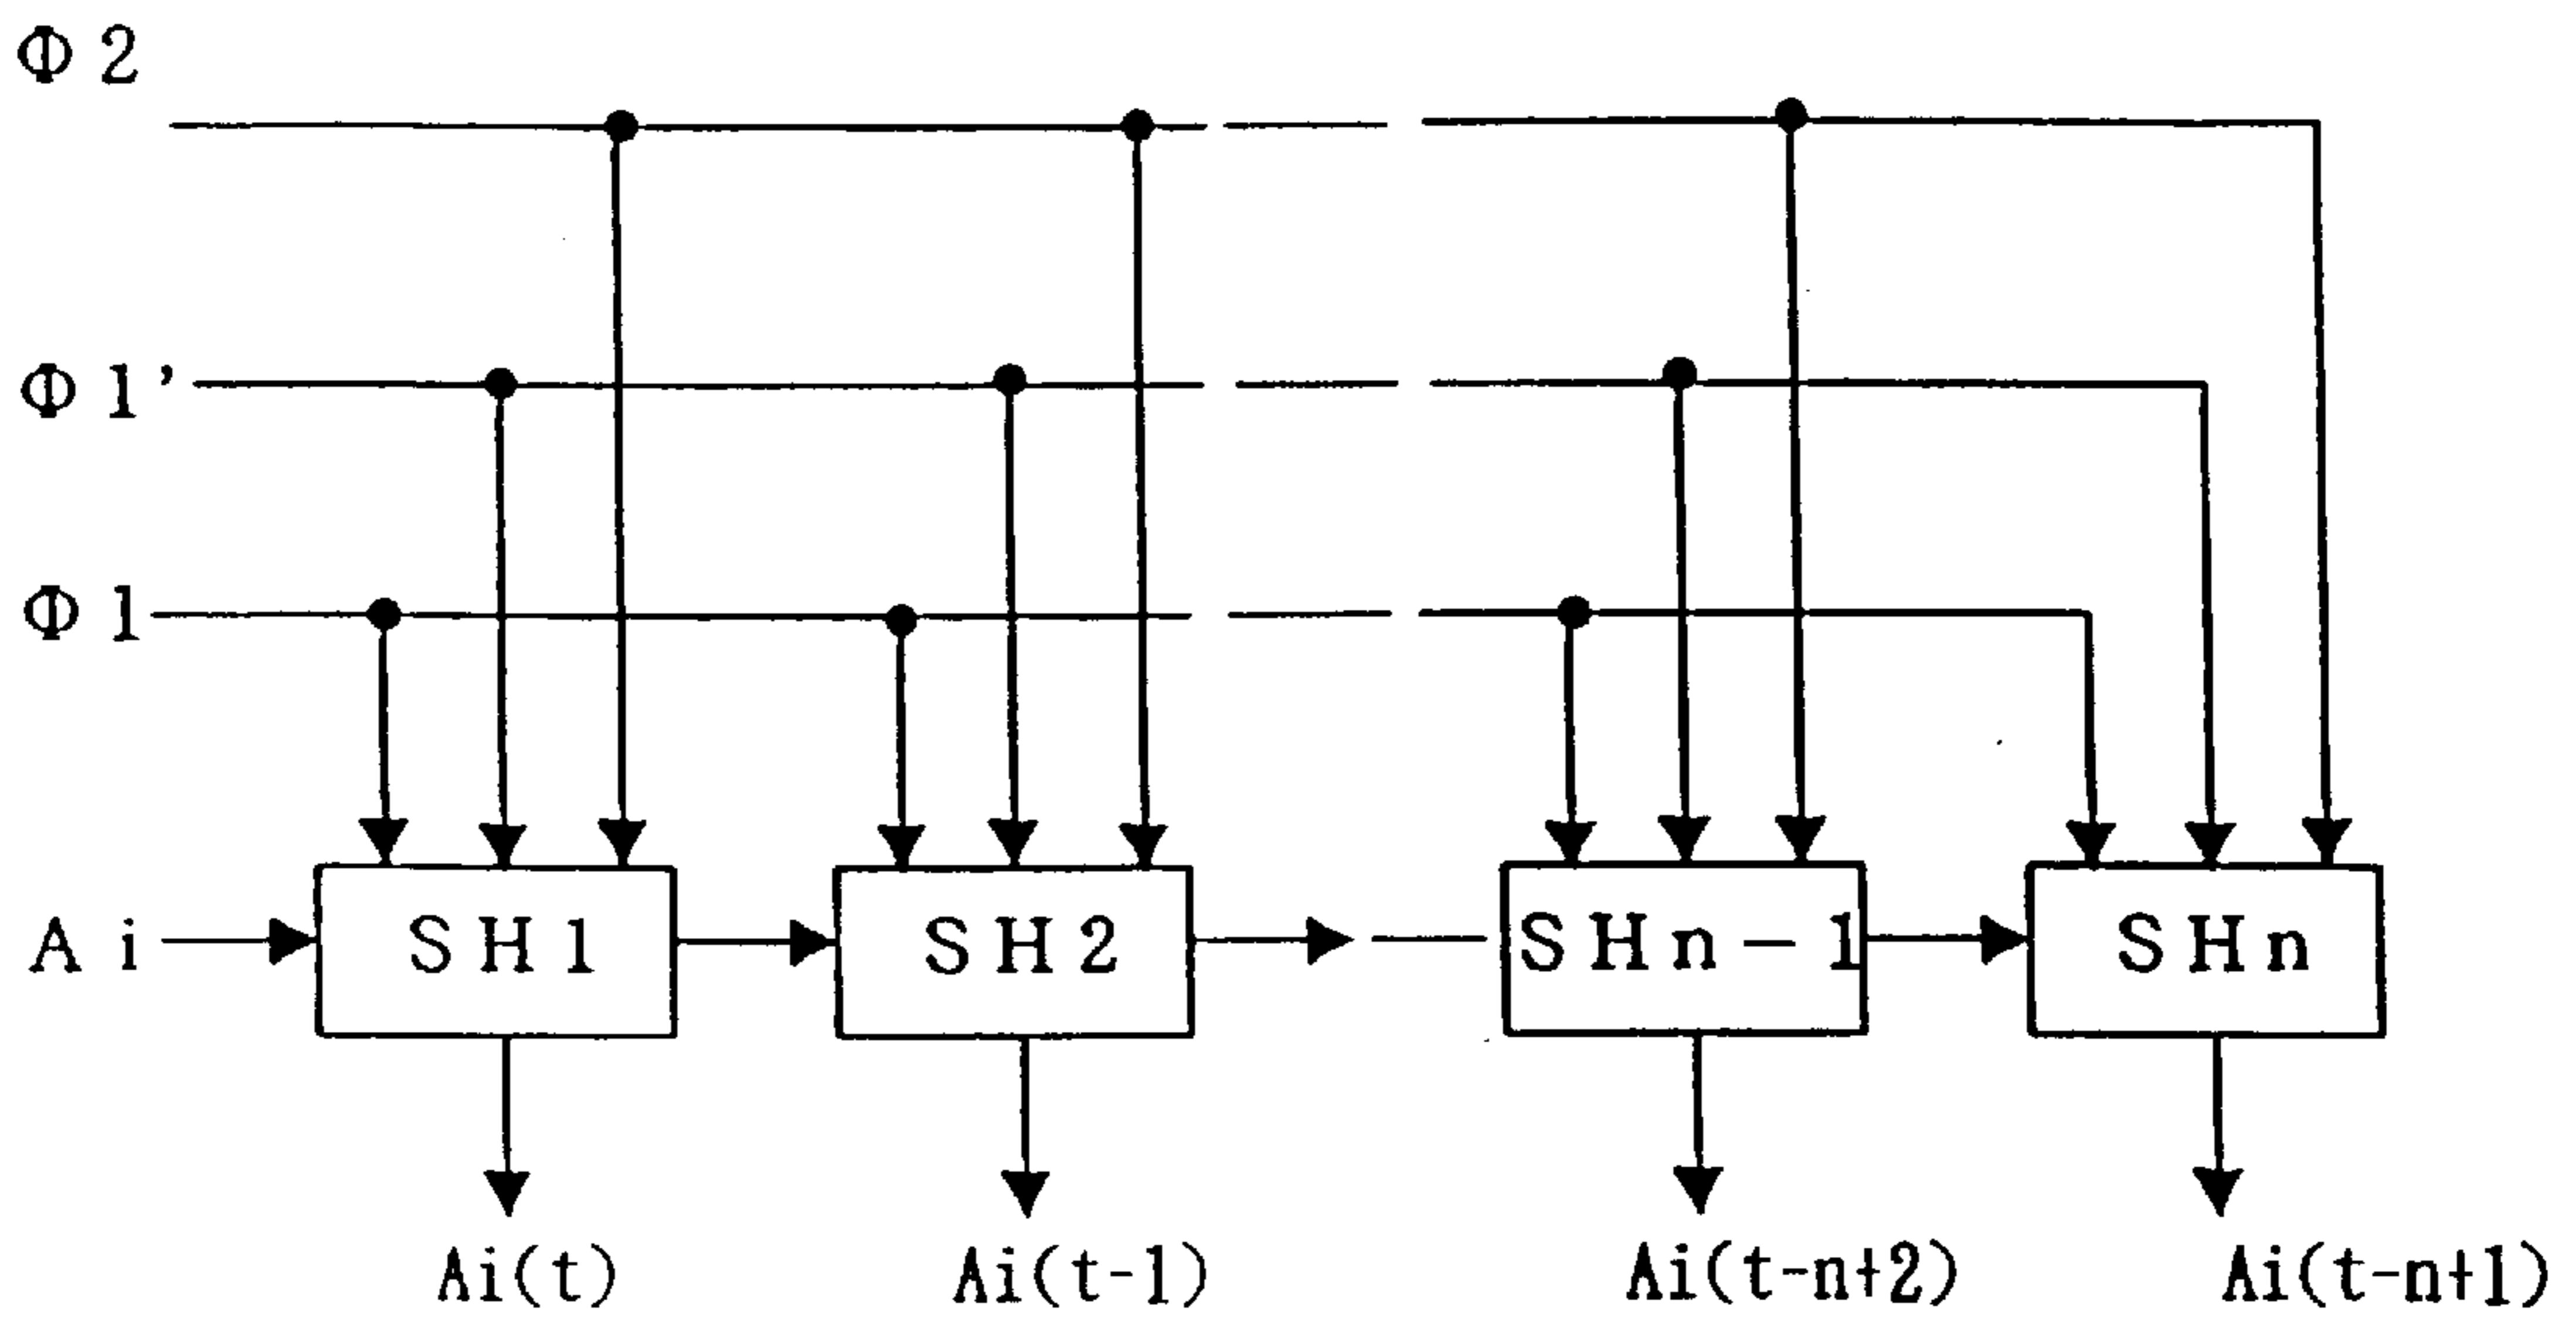 Φ2
Φ1'
Φ1
Ai SH1 SH2 SHn-1 SHn
Ai(t) Ai(t-1) Ai(t-n+2) Ai(t-n+1)